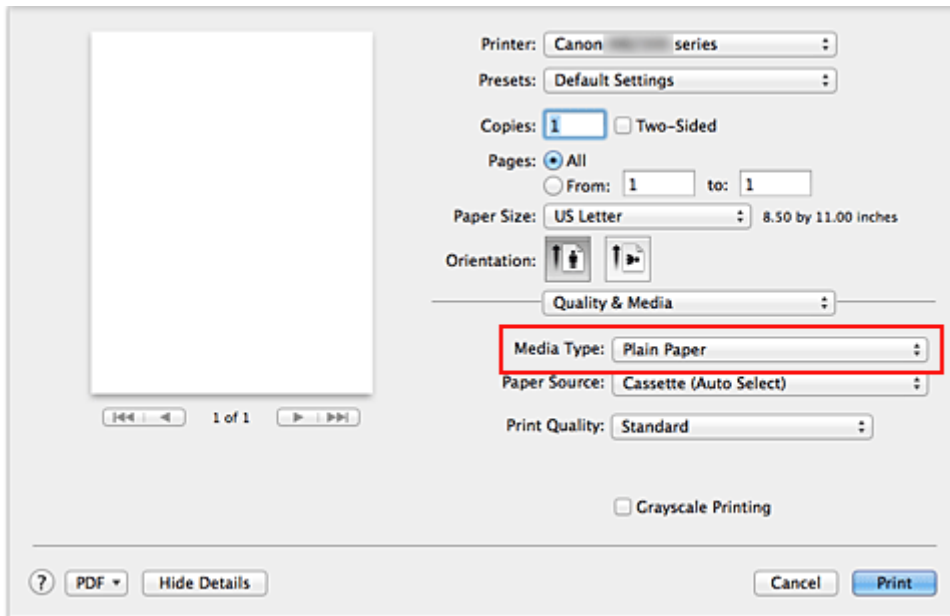 Printer: Canon series
Presets: Default Settings
Copies: 1 Two-Sided
Pages: All
From: 1 to: 1
Paper Size: US Letter 8.50 by 11.00 inches
Orientation:
Quality & Media
Media Type: Plain Paper
Paper Source: Cassette (Auto Select)
1 of 1
Print Quality: Standard
Grayscale Printing
? PDF Hide Details Cancel Print